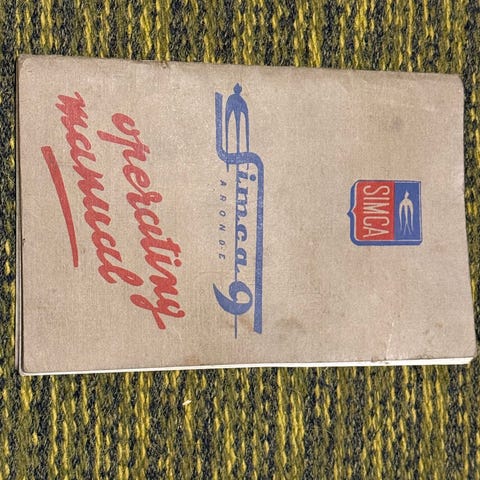 SIMCA
Simca 9
ARONDE
operating
manual